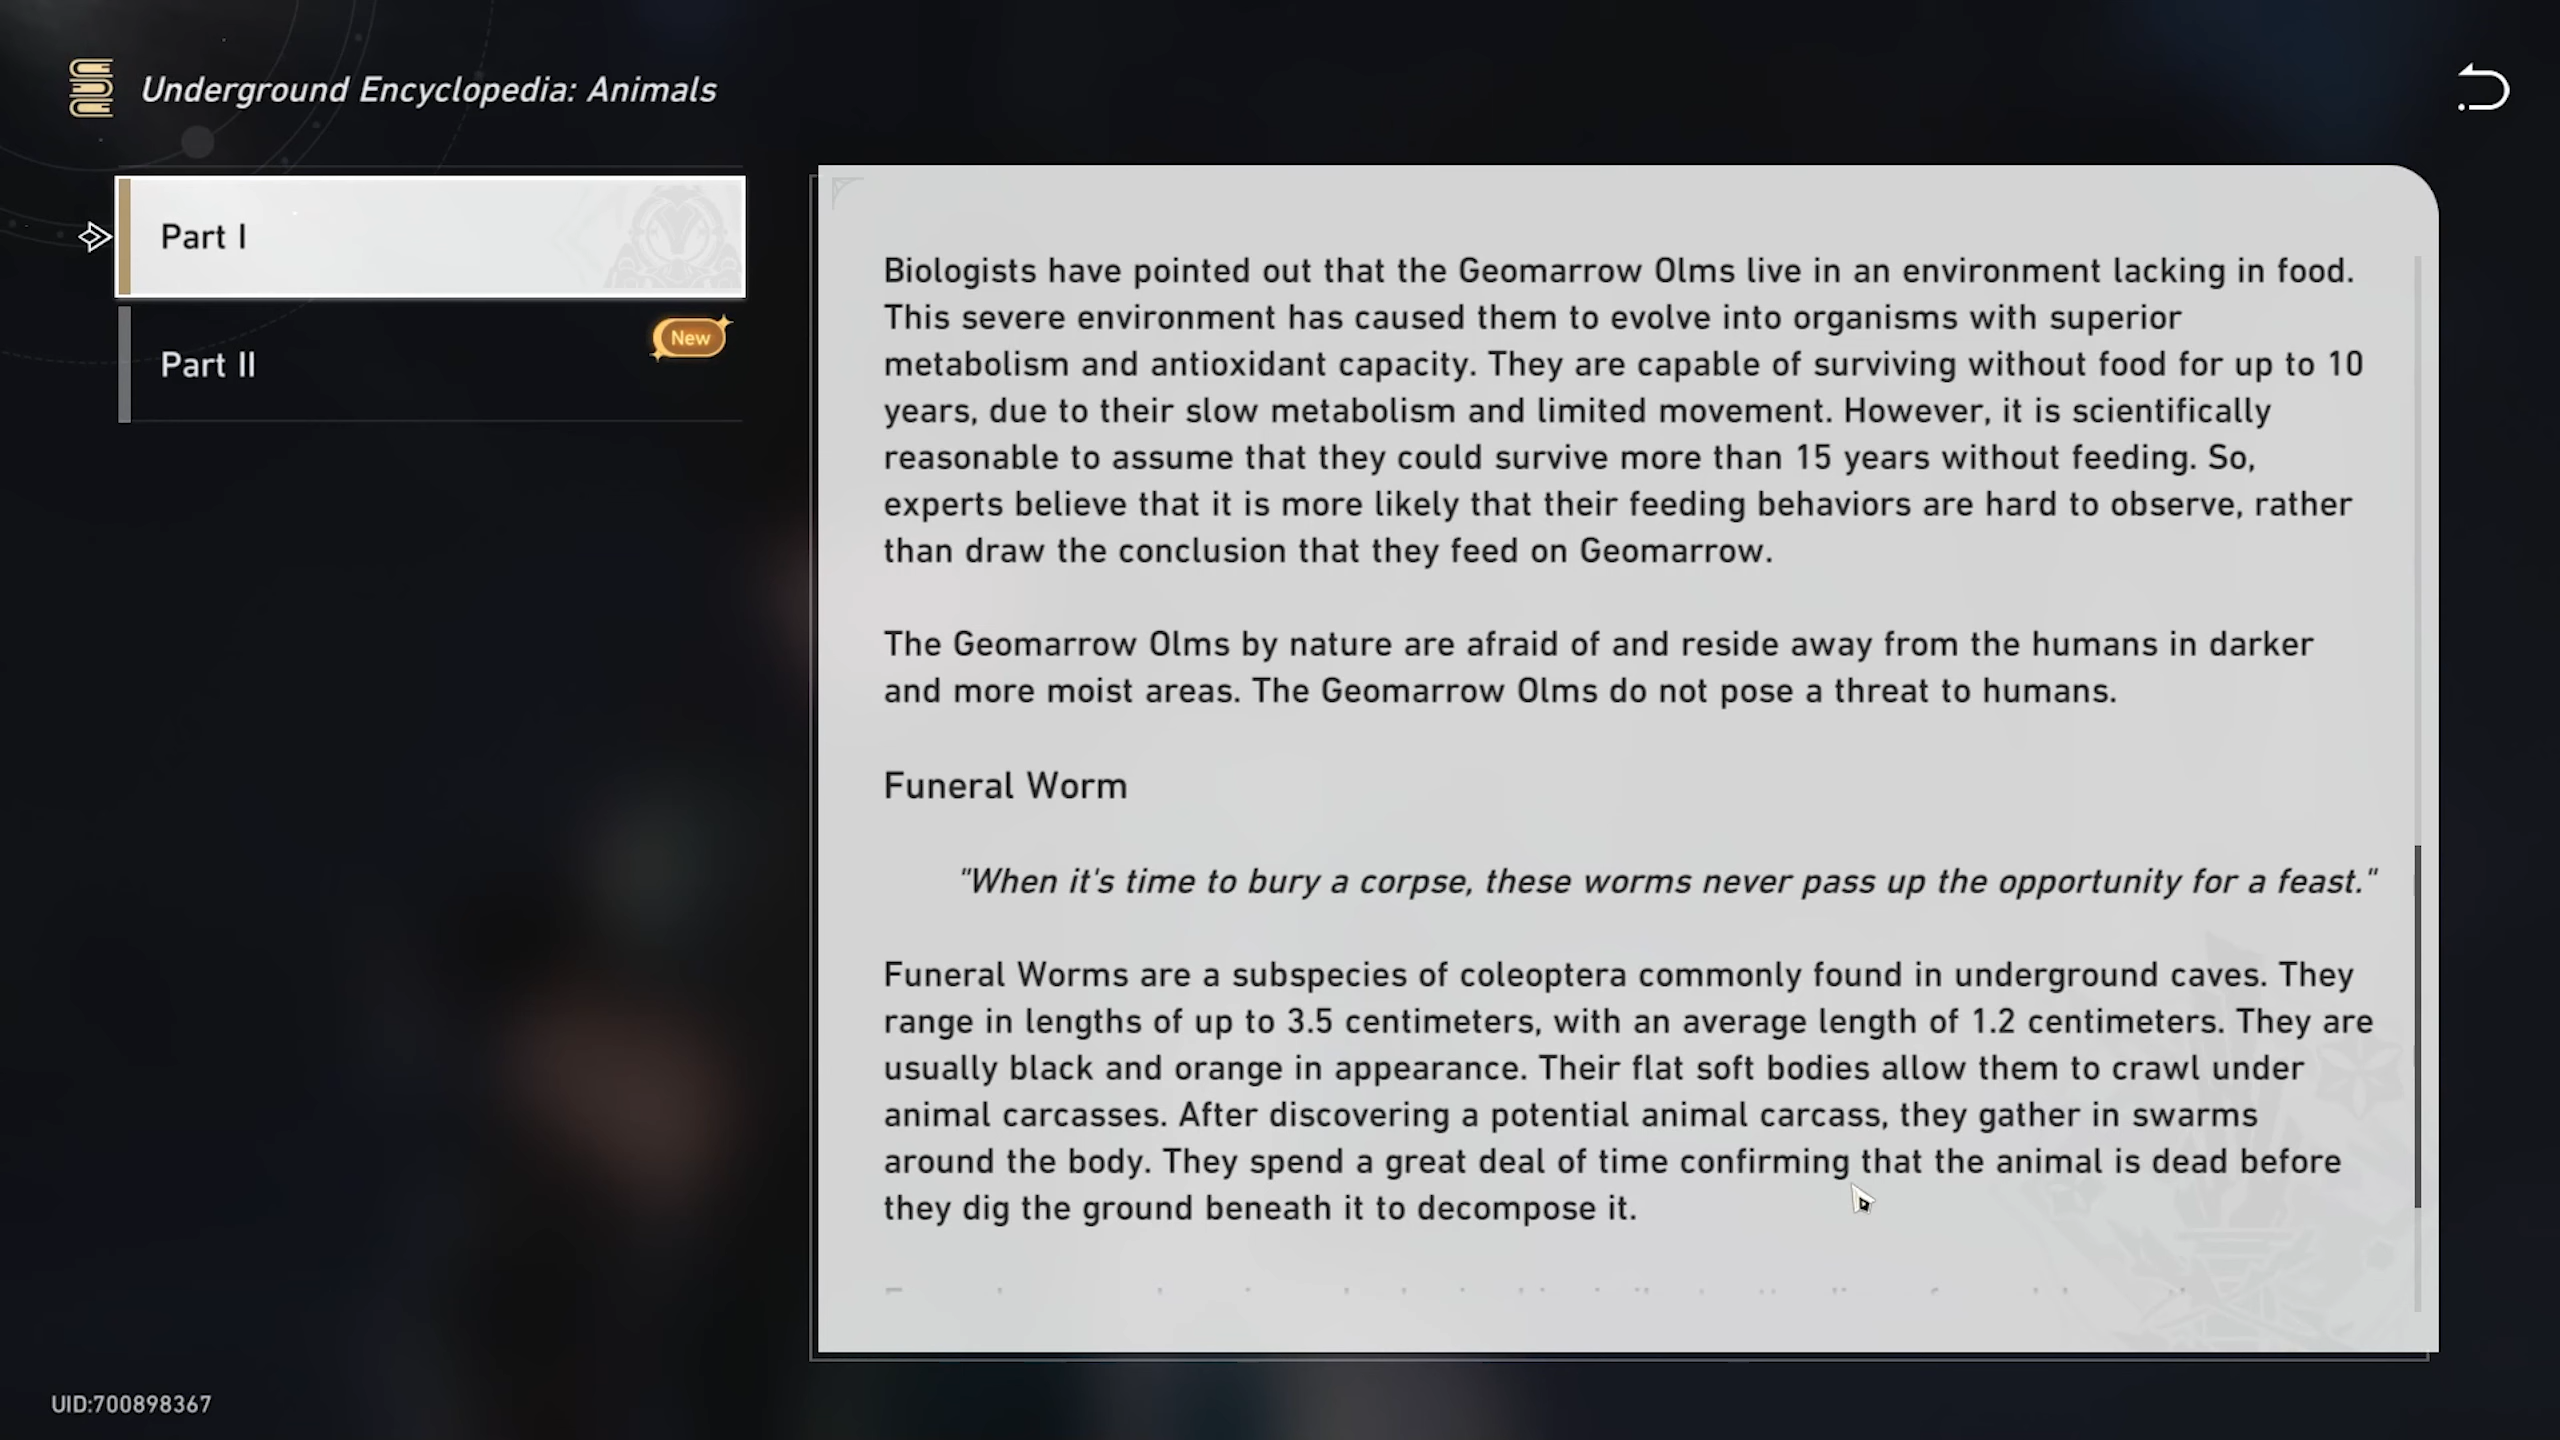 Underground Encyclopedia: Animals
Part I
New
Part II
Biologists have pointed out that the Geomarrow Olms live in an environment lacking in food.
This severe environment has caused them to evolve into organisms with superior
metabolism and antioxidant capacity. They are capable of surviving without food for up to 10
years, due to their slow metabolism and limited movement. However, it is scientifically
reasonable to assume that they could survive more than 15 years without feeding. So,
experts believe that it is more likely that their feeding behaviors are hard to observe, rather
than draw the conclusion that they feed on Geomarrow.
The Geomarrow Olms by nature are afraid of and reside away from the humans in darker
and more moist areas. The Geomarrow Olms do not pose a threat to humans.
Funeral Worm
"When it's time to bury a corpse, these worms never pass up the opportunity for a feast."
Funeral Worms are a subspecies of coleoptera commonly found in underground caves. They
range in lengths of up to 3.5 centimeters, with an average length of 1.2 centimeters. They are
usually black and orange in appearance. Their flat soft bodies allow them to crawl under
animal carcasses. After discovering a potential animal carcass, they gather in swarms
around the body. They spend a great deal of time confirming that the animal is dead before
they dig the ground beneath it to decompose it.
UID:700898367